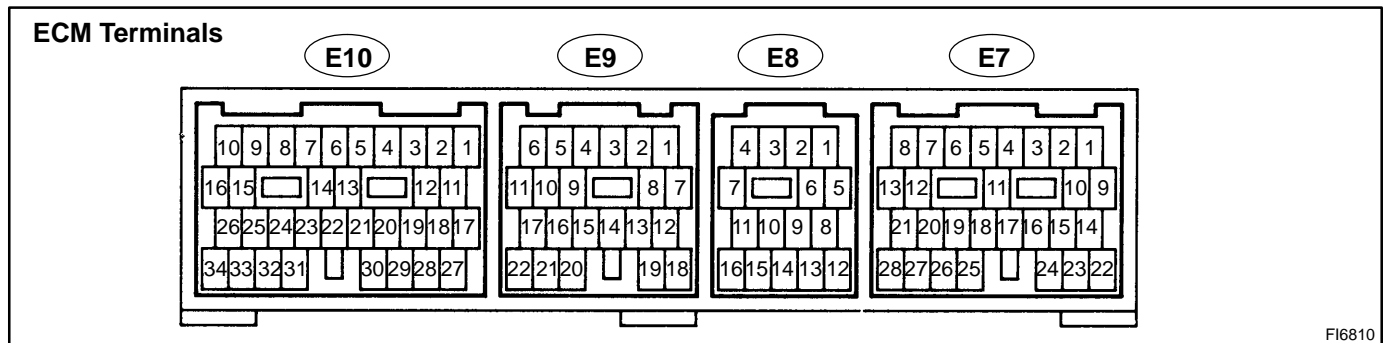 ECM Terminals
E10 E9 E8 E7
10 9 8 7 6 5 4 3 2 1 6 5 4 3 2 1 4 3 2 1 8 7 6 5 4 3 2 1
16 15 14 13 12 11 11 10 9 8 7 7 6 5 13 12 11 10 9
26 25 24 23 22 21 20 19 18 17 17 16 15 14 13 12 11 10 9 8 21 20 19 18 17 16 15 14
34 33 32 31 30 29 28 27 22 21 20 19 18 16 15 14 13 12 28 27 26 25 24 23 22
FI6810